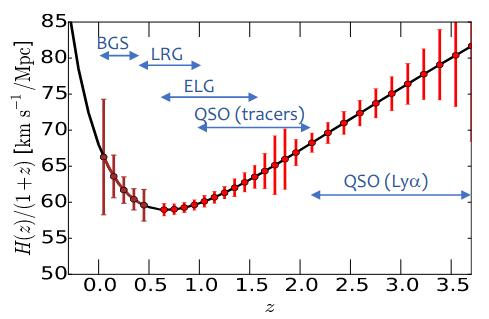 85
80
75
70
65
60
55
50
H(z)/(1+z) [km s⁻¹/Mpc]
BGS
LRG
ELG
QSO (tracers)
QSO (Lyα)
0.0 0.5 1.0 1.5 2.0 2.5 3.0 3.5
z